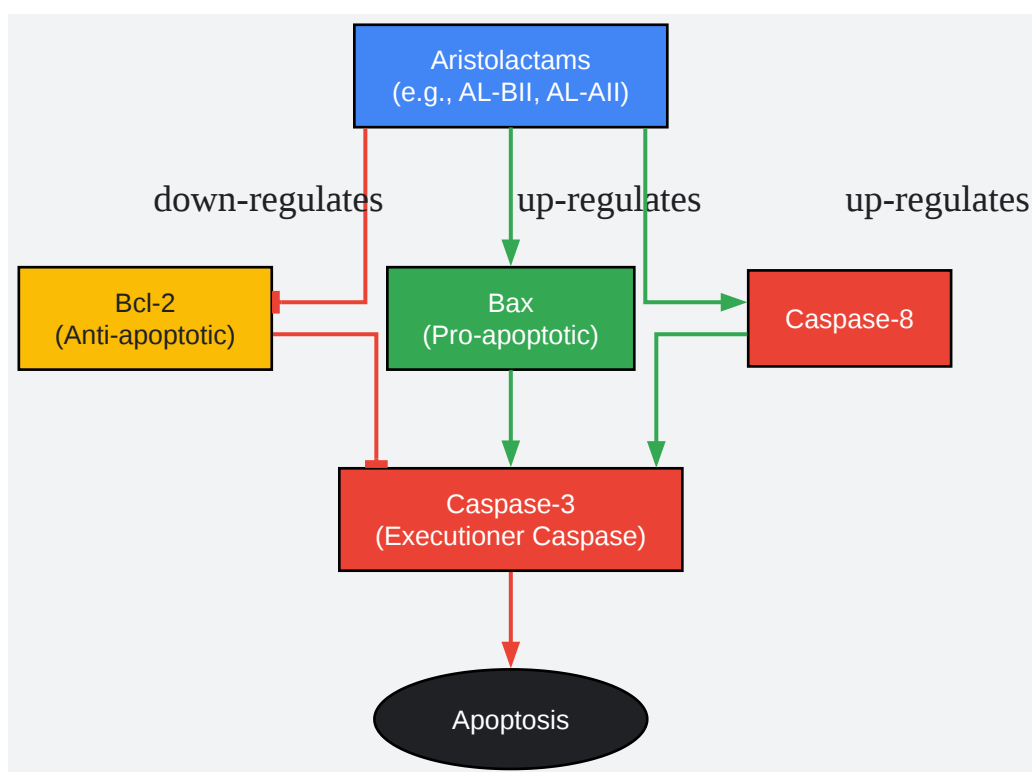 Aristolactams
(e.g., AL-BII, AL-AII)
down-regulates
up-regulates
up-regulates
Bcl-2
(Anti-apoptotic)
Bax
(Pro-apoptotic)
Caspase-8
Caspase-3
(Executioner Caspase)
Apoptosis